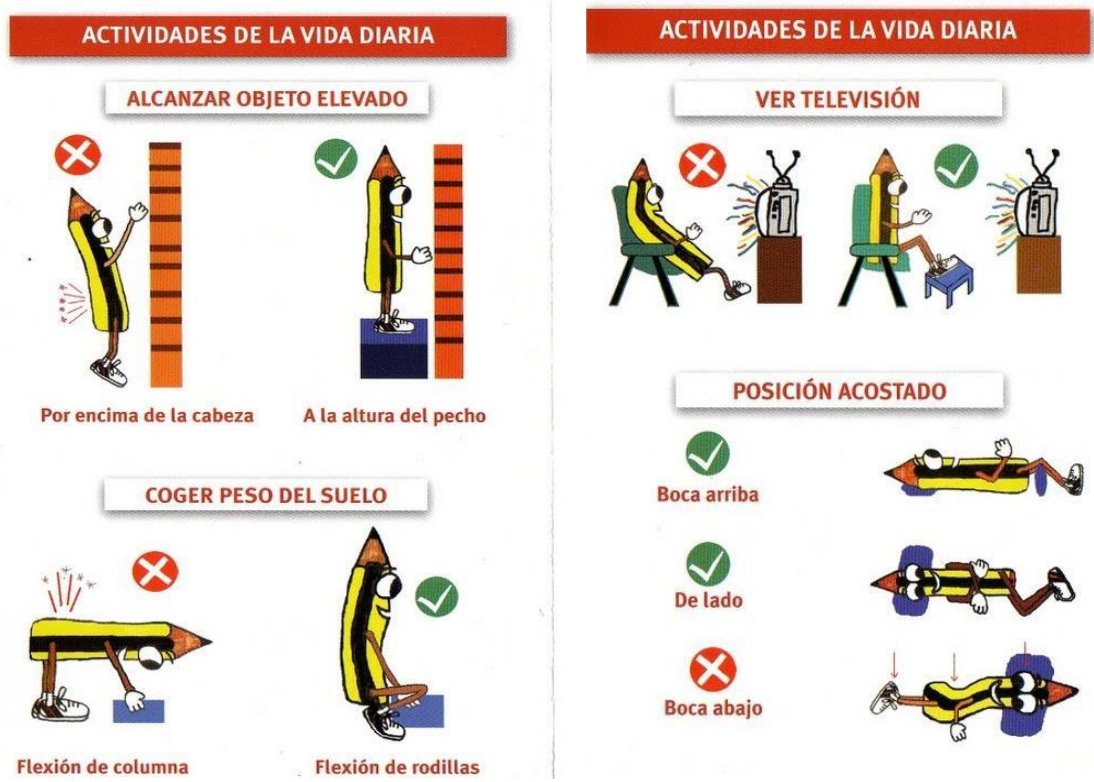 ACTIVIDADES DE LA VIDA DIARIA
ALCANZAR OBJETO ELEVADO
Por encima de la cabeza
A la altura del pecho
COGER PESO DEL SUELO
Flexión de columna
Flexión de rodillas
ACTIVIDADES DE LA VIDA DIARIA
VER TELEVISIÓN
POSICIÓN ACOSTADO
Boca arriba
De lado
Boca abajo